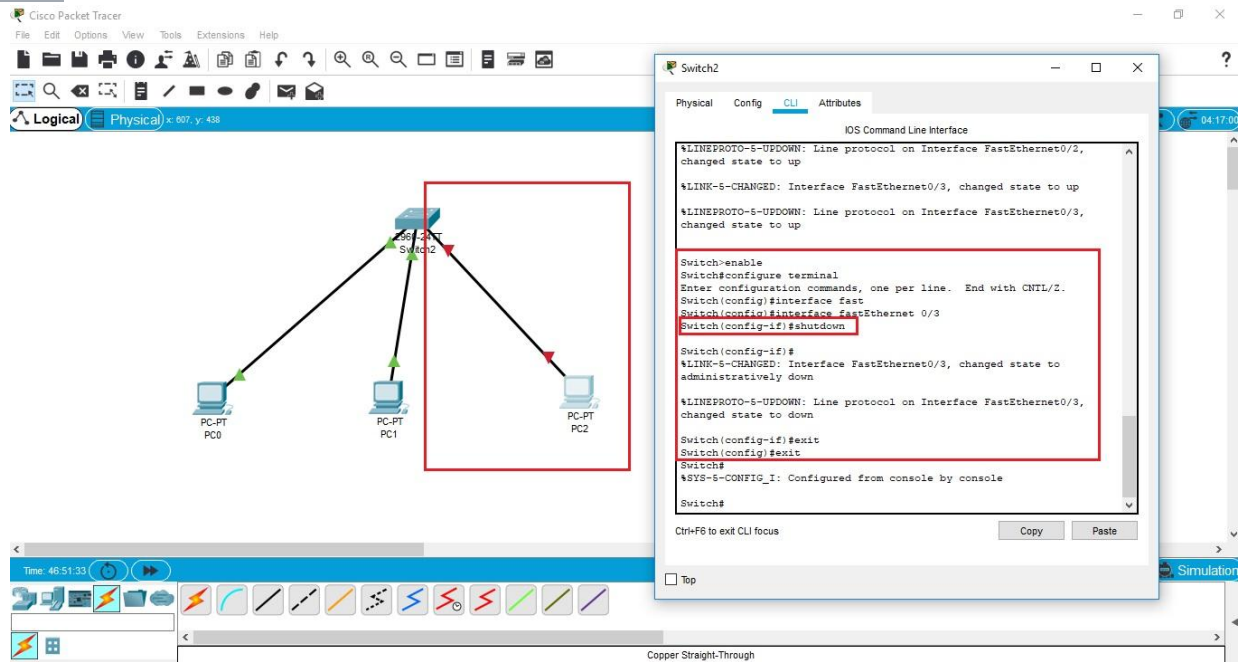 Cisco Packet Tracer
File Edit Options View Tools Extensions Help
?
Logical Physical x: 607, y: 438
04:17:00
2960-24TT
Switch2
PC-PT
PC0
PC-PT
PC1
PC-PT
PC2
Switch2
Physical Config CLI Attributes
IOS Command Line Interface
%LINEPROTO-5-UPDOWN: Line protocol on Interface FastEthernet0/2,
changed state to up
%LINK-5-CHANGED: Interface FastEthernet0/3, changed state to up
%LINEPROTO-5-UPDOWN: Line protocol on Interface FastEthernet0/3,
changed state to up
Switch>enable
Switch#configure terminal
Enter configuration commands, one per line. End with CNTL/Z.
Switch(config)#interface fast
Switch(config)#interface fastEthernet 0/3
Switch(config-if)#shutdown
Switch(config-if)#
%LINK-5-CHANGED: Interface FastEthernet0/3, changed state to
administratively down
%LINEPROTO-5-UPDOWN: Line protocol on Interface FastEthernet0/3,
changed state to down
Switch(config-if)#exit
Switch(config)#exit
Switch#
%SYS-5-CONFIG_I: Configured from console by console
Switch#
Ctrl+F6 to exit CLI focus
Copy Paste
Top
Time: 46:51:33
Simulation
Copper Straight-Through